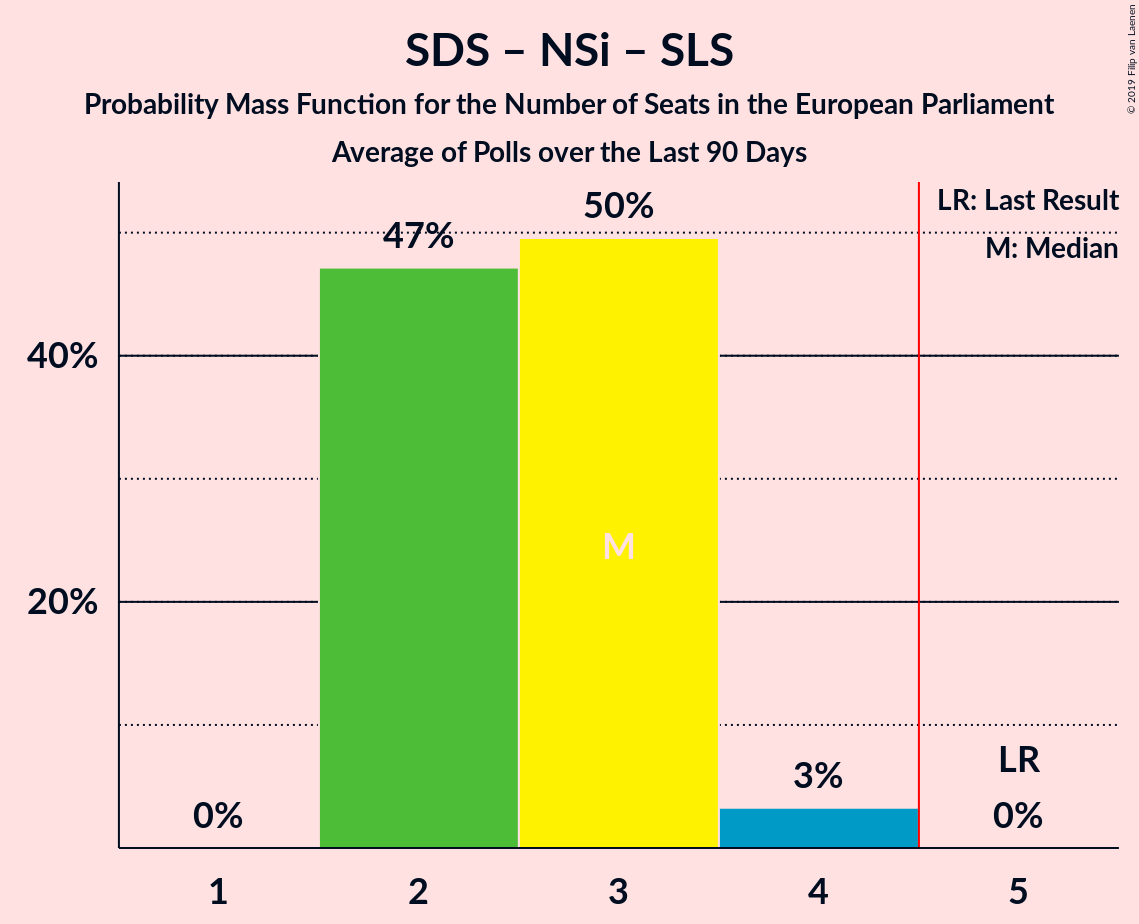 SDS – NSi – SLS
Probability Mass Function for the Number of Seats in the European Parliament
Average of Polls over the Last 90 Days
© 2019 Filip van Laenen
LR: Last Result
M: Median
50%
47%
40%
M
20%
LR
3%
0%
0%
1
2
3
4
5